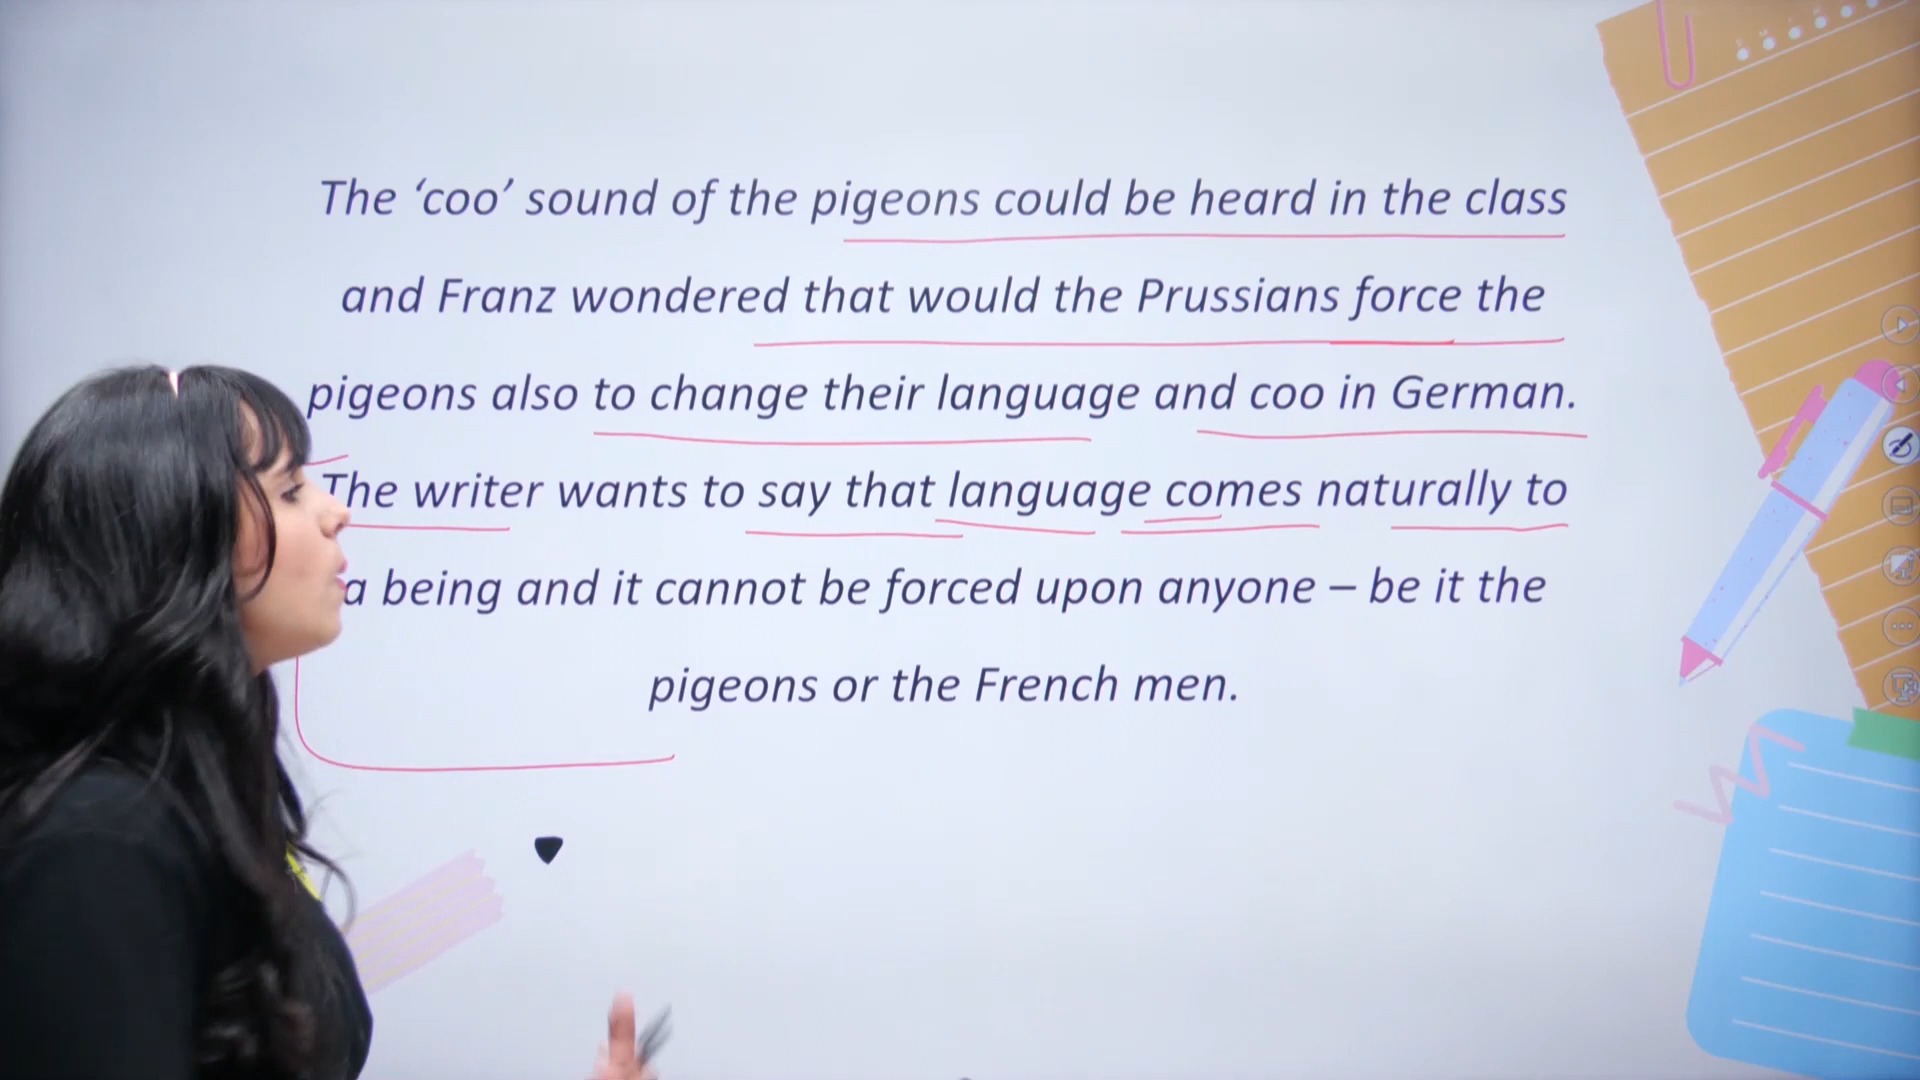 The ‘coo’ sound of the pigeons could be heard in the class
and Franz wondered that would the Prussians force the
pigeons also to change their language and coo in German.
The writer wants to say that language comes naturally to
a being and it cannot be forced upon anyone – be it the
pigeons or the French men.